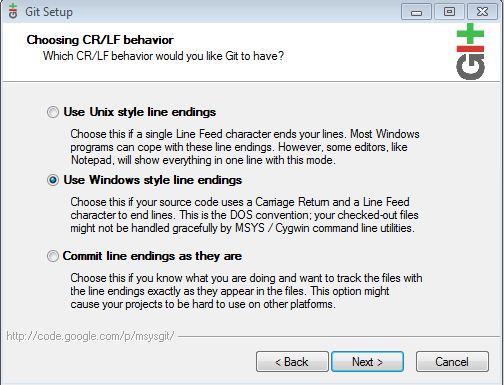 Git Setup
Choosing CR/LF behavior
Which CR/LF behavior would you like Git to have?
Git
Use Unix style line endings
Choose this if a single Line Feed character ends your lines. Most Windows
programs can cope with these line endings. However, some editors, like
Notepad, will show everything in one line with this mode.
Use Windows style line endings
Choose this if your source code uses a Carriage Return and a Line Feed
character to end lines. This is the DOS convention; your checked-out files
might not be handled gracefully by MSYS / Cygwin command line utilities.
Commit line endings as they are
Choose this if you know what you are doing and want to track the files with
the line endings exactly as they appear in the files. This option might
cause your projects to be hard to use on other platforms.
http://code.google.com/p/msysgit/
< Back
Next >
Cancel